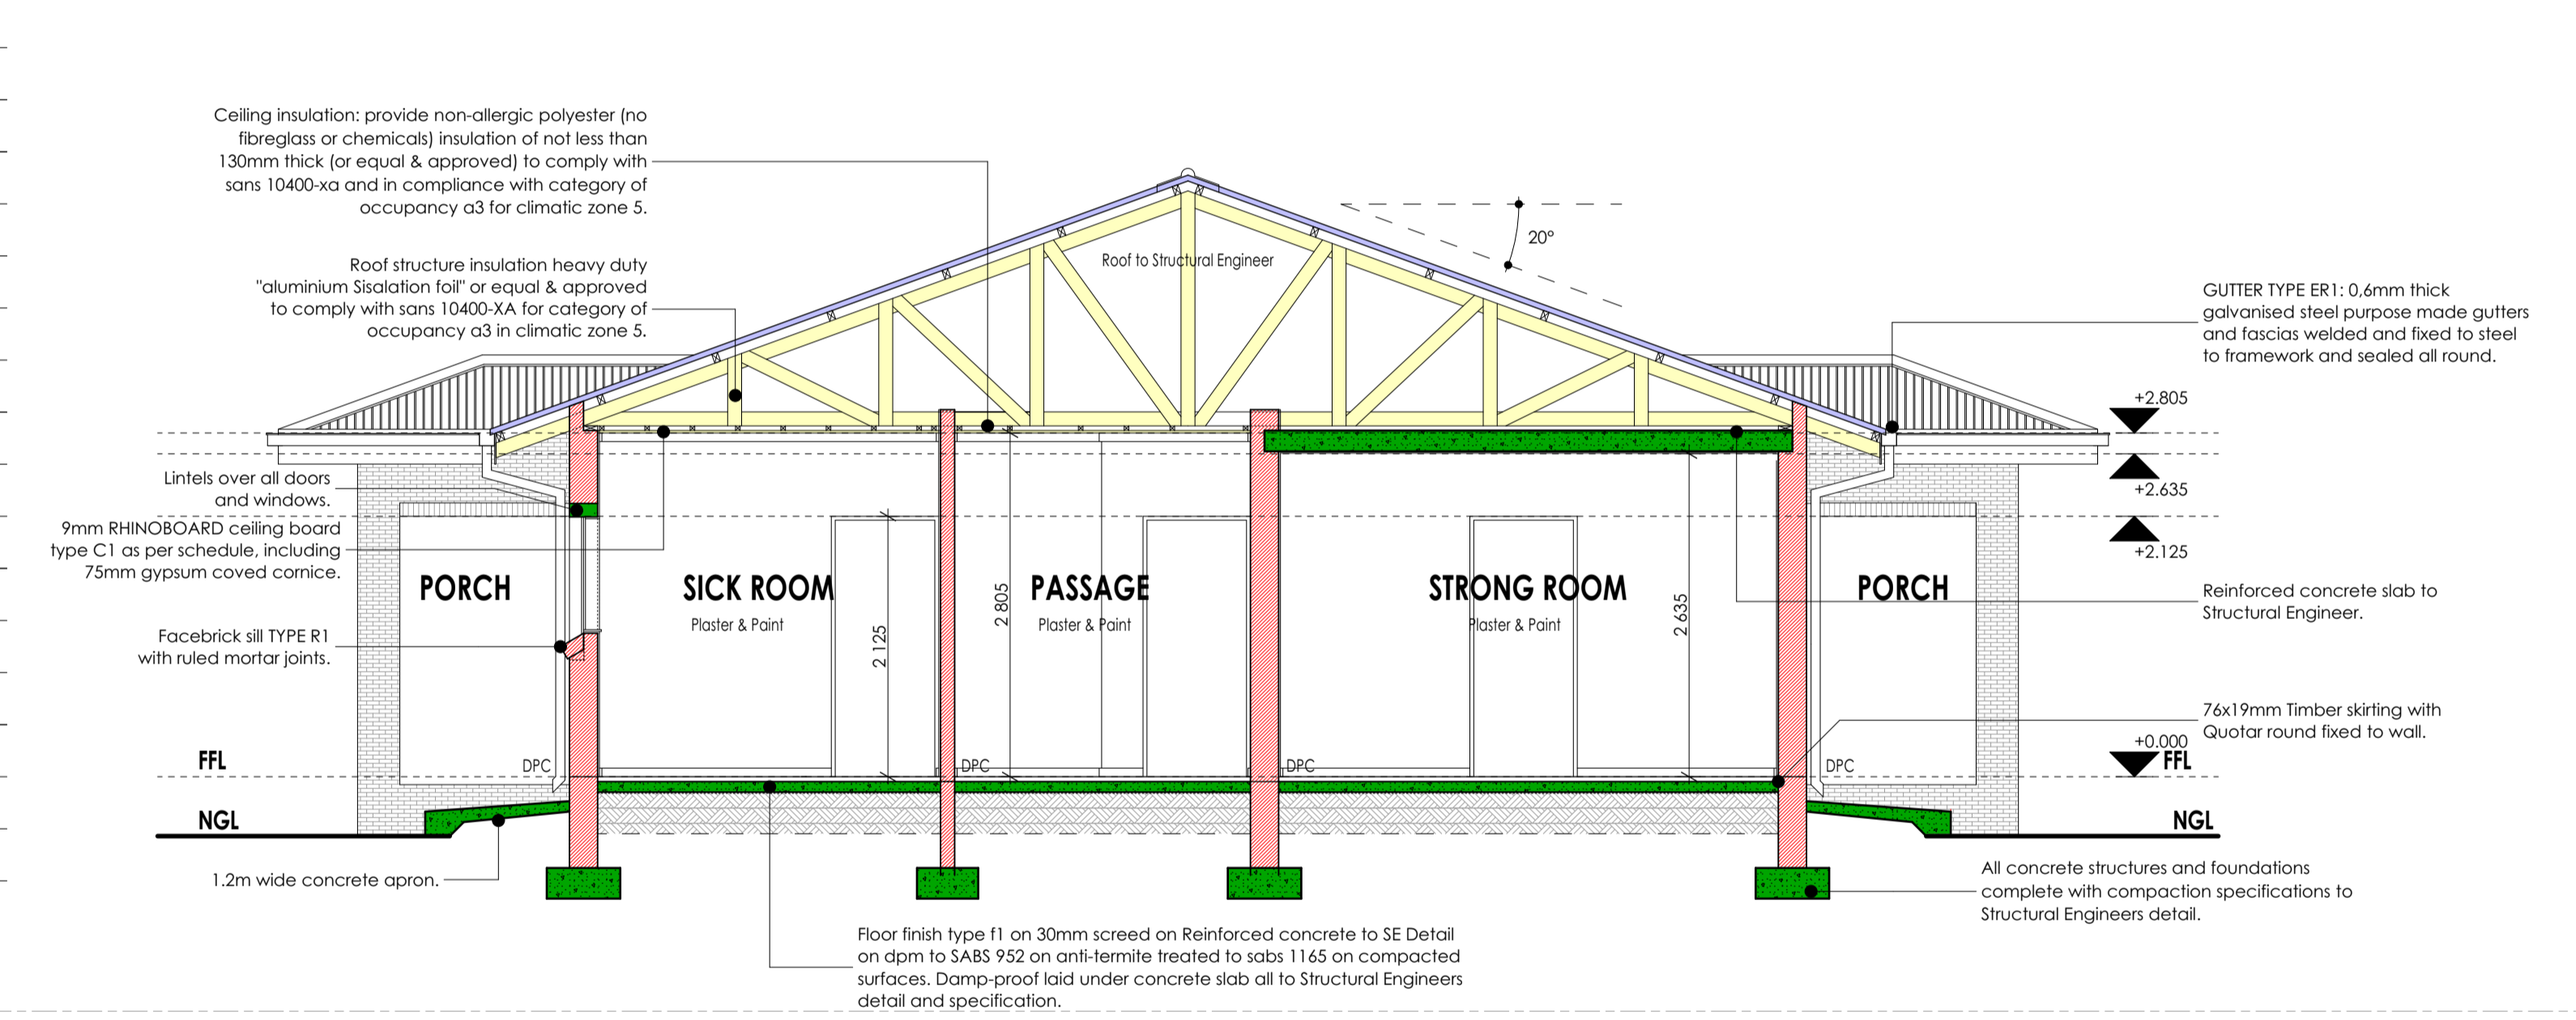 Ceiling insulation: provide non-allergic polyester (no
fibreglass or chemicals) insulation of not less than
130mm thick (or equal & approved) to comply with
sans 10400-xa and in compliance with category of
occupancy a3 for climatic zone 5.
Roof structure insulation heavy duty
"aluminium Sisalation foil" or equal & approved
to comply with sans 10400-XA for category of
occupancy a3 in climatic zone 5.
Roof to Structural Engineer
20°
GUTTER TYPE ER1: 0,6mm thick
galvanised steel purpose made gutters
and fascias welded and fixed to steel
to framework and sealed all round.
+2.805
+2.635
+2.125
Lintels over all doors
and windows.
9mm RHINOBOARD ceiling board
type C1 as per schedule, including
75mm gypsum coved cornice.
PORCH
SICK ROOM
Plaster & Paint
2 125
2 805
PASSAGE
Plaster & Paint
STRONG ROOM
Plaster & Paint
2 635
PORCH
Reinforced concrete slab to
Structural Engineer.
Facebrick sill TYPE R1
with ruled mortar joints.
76x19mm Timber skirting with
Quotar round fixed to wall.
+0.000
FFL
FFL
DPC
DPC
DPC
DPC
NGL
NGL
1.2m wide concrete apron.
All concrete structures and foundations
complete with compaction specifications to
Structural Engineers detail.
Floor finish type f1 on 30mm screed on Reinforced concrete to SE Detail
on dpm to SABS 952 on anti-termite treated to sabs 1165 on compacted
surfaces. Damp-proof laid under concrete slab all to Structural Engineers
detail and specification.